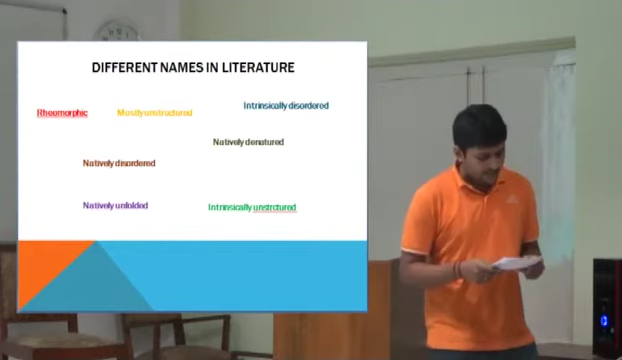 DIFFERENT NAMES IN LITERATURE
Rheomorphic Mostly unstructured Intrinsically disordered
Natively denatured
Natively disordered
Natively unfolded Intrinsically unstrctured